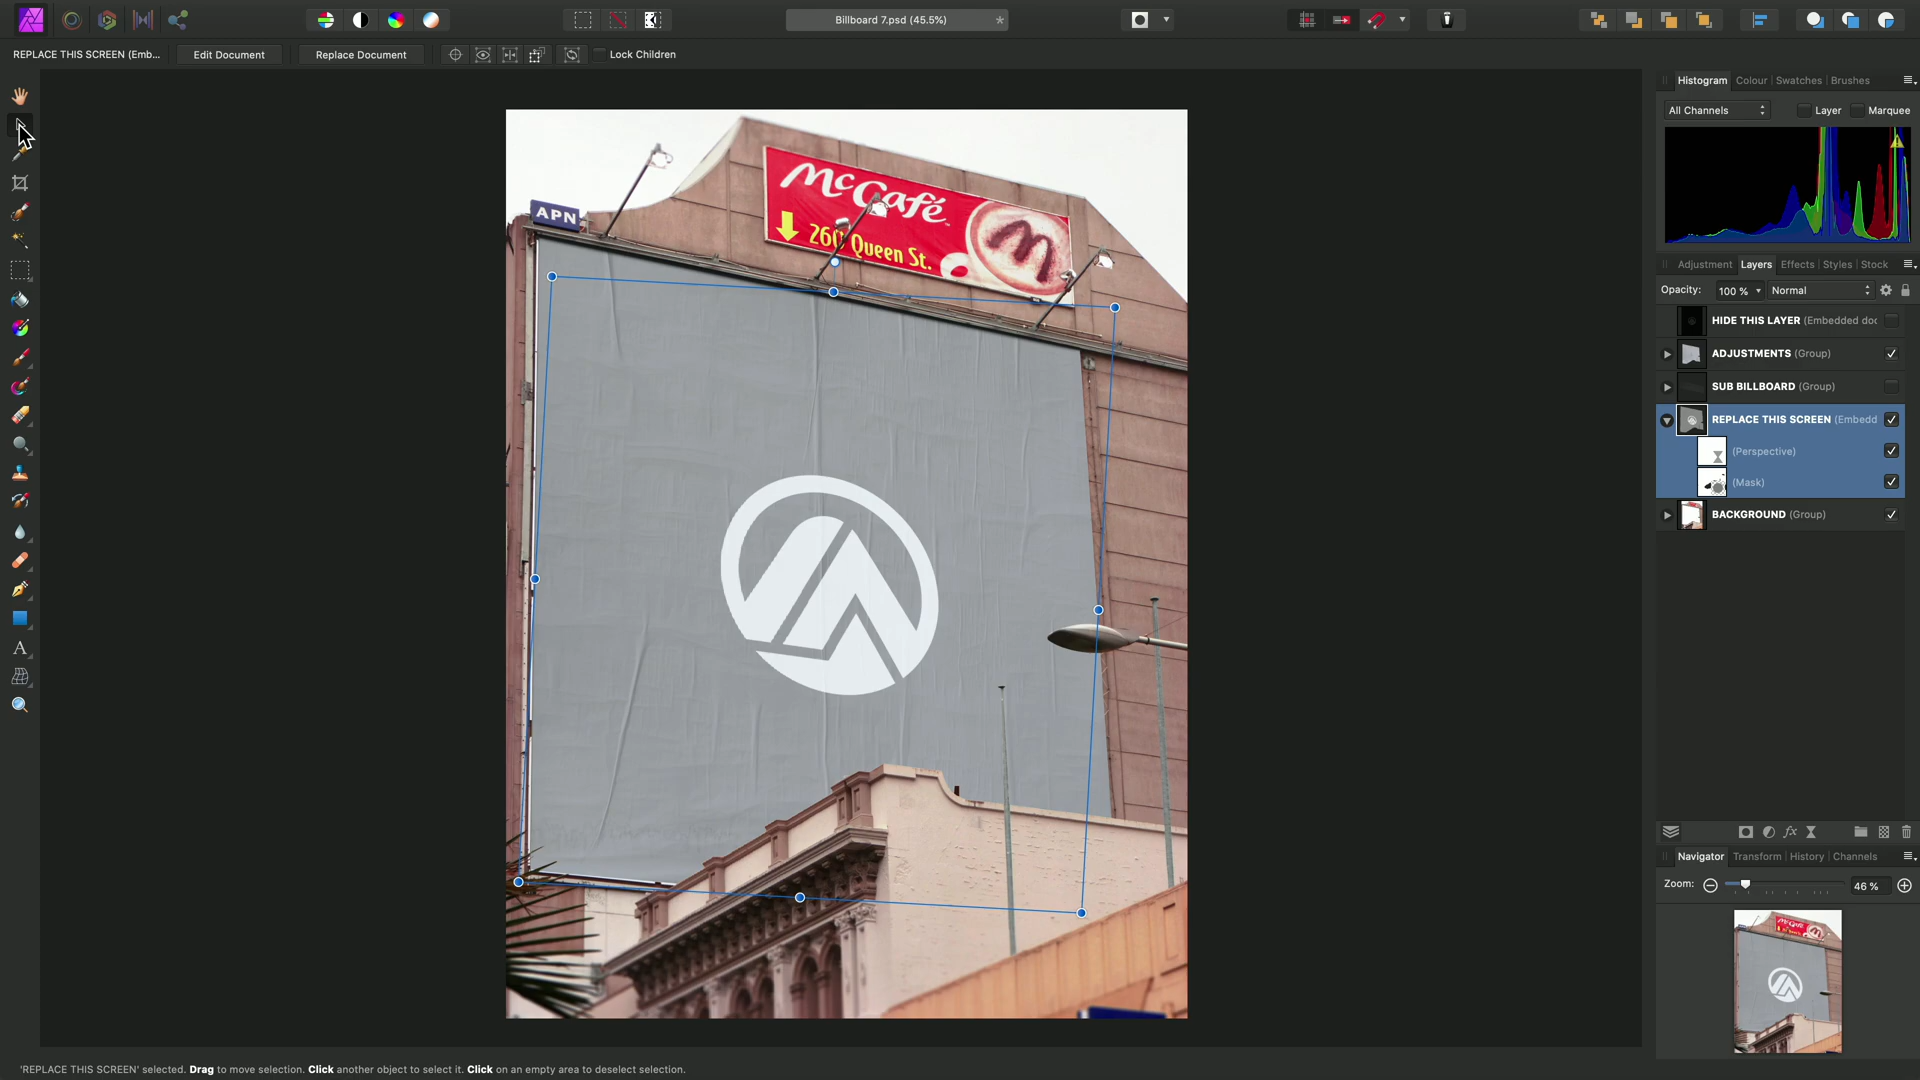 Billboard 7.psd (45.5%)
REPLACE THIS SCREEN (Emb...
Edit Document
Replace Document
Lock Children
Histogram
Colour
Swatches
Brushes
All Channels
Layer
Marquee
McCafé
260 Queen St.
APN
Adjustment
Layers
Effects
Styles
Stock
Opacity:
100 %
Normal
HIDE THIS LAYER (Embedded doc
ADJUSTMENTS (Group)
SUB BILLBOARD (Group)
REPLACE THIS SCREEN (Embedd
(Perspective)
(Mask)
BACKGROUND (Group)
Navigator
Transform
History
Channels
Zoom:
46 %
'REPLACE THIS SCREEN' selected. Drag to move selection. Click another object to select it. Click on an empty area to deselect selection.